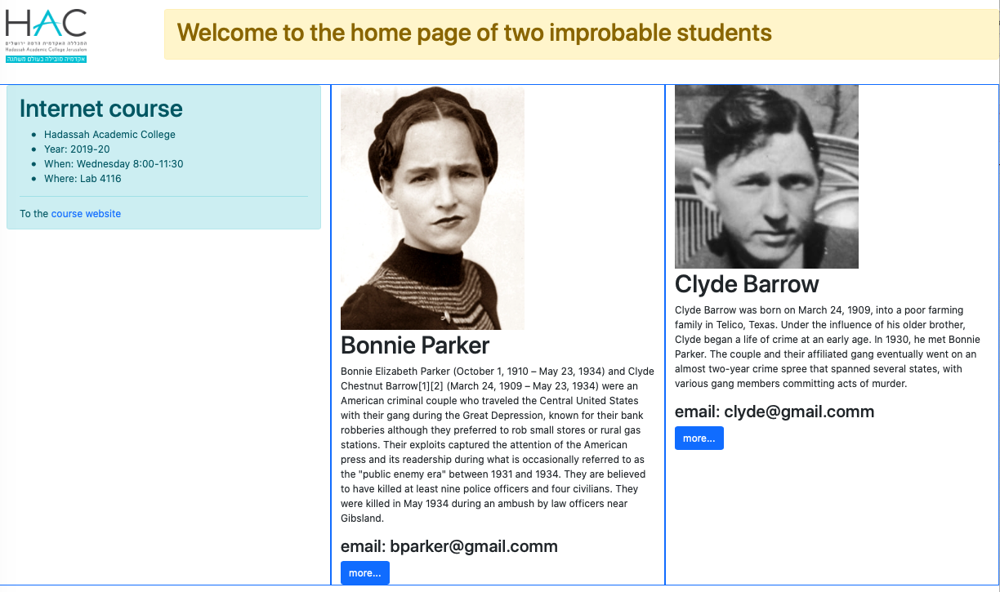 HAC
המכללה האקדמית הדסה ירושלים
Hadassah Academic College Jerusalem
אקדמיה מובילה בעולם משתנה
Welcome to the home page of two improbable students
Internet course
Hadassah Academic College
Year: 2019-20
When: Wednesday 8:00-11:30
Where: Lab 4116
To the course website
Bonnie Parker
Bonnie Elizabeth Parker (October 1, 1910 – May 23, 1934) and Clyde
Chestnut Barrow[1][2] (March 24, 1909 – May 23, 1934) were an
American criminal couple who traveled the Central United States
with their gang during the Great Depression, known for their bank
robberies although they preferred to rob small stores or rural gas
stations. Their exploits captured the attention of the American
press and its readership during what is occasionally referred to as
the "public enemy era" between 1931 and 1934. They are believed
to have killed at least nine police officers and four civilians. They
were killed in May 1934 during an ambush by law officers near
Gibsland.
email: bparker@gmail.comm
more...
Clyde Barrow
Clyde Barrow was born on March 24, 1909, into a poor farming
family in Telico, Texas. Under the influence of his older brother,
Clyde began a life of crime at an early age. In 1930, he met Bonnie
Parker. The couple and their affiliated gang eventually went on an
almost two-year crime spree that spanned several states, with
various gang members committing acts of murder.
email: clyde@gmail.comm
more...